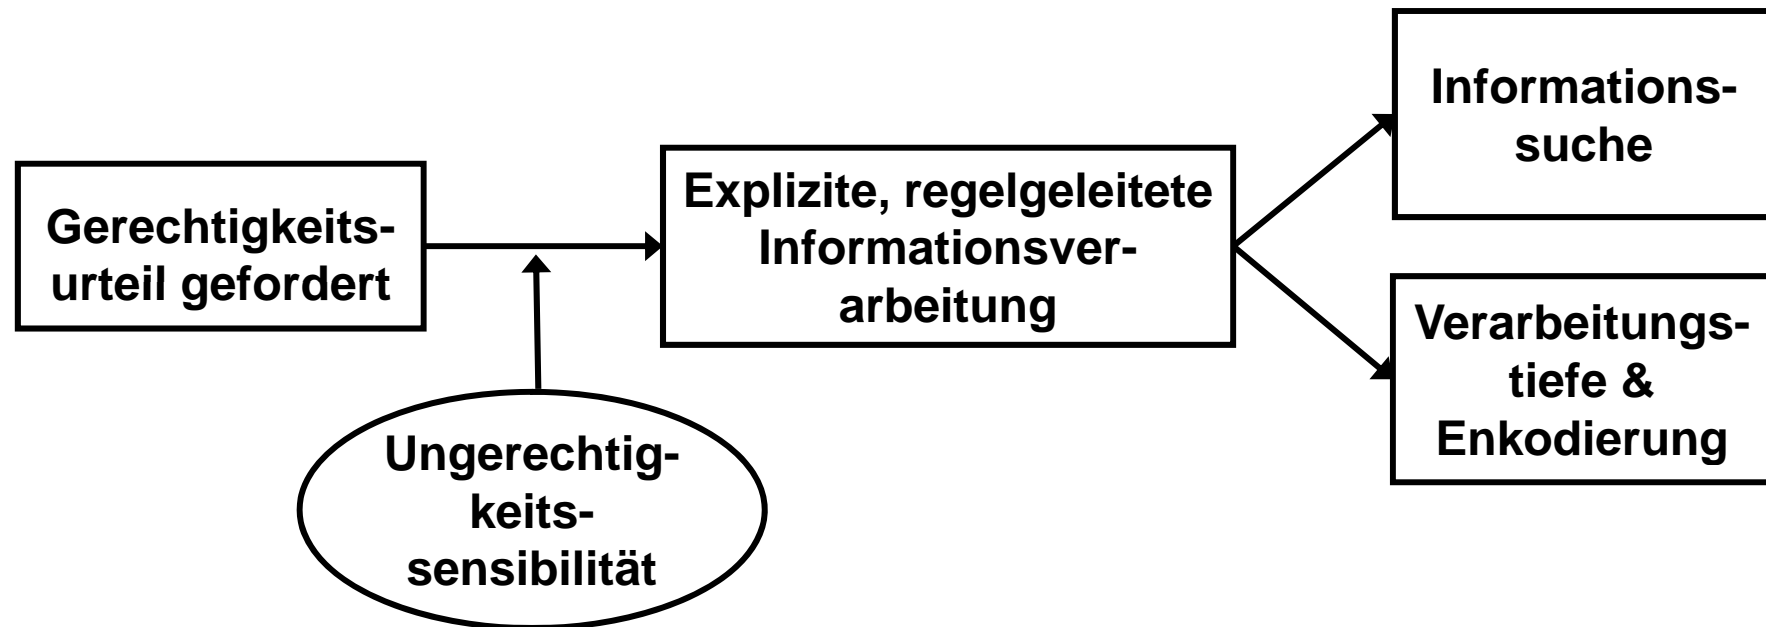 Gerechtigkeits-
urteil gefordert
Ungerechtig-
keits-
sensibilität
Explizite, regelgeleitete
Informationsver-
arbeitung
Informations-
suche
Verarbeitungs-
tiefe &
Enkodierung